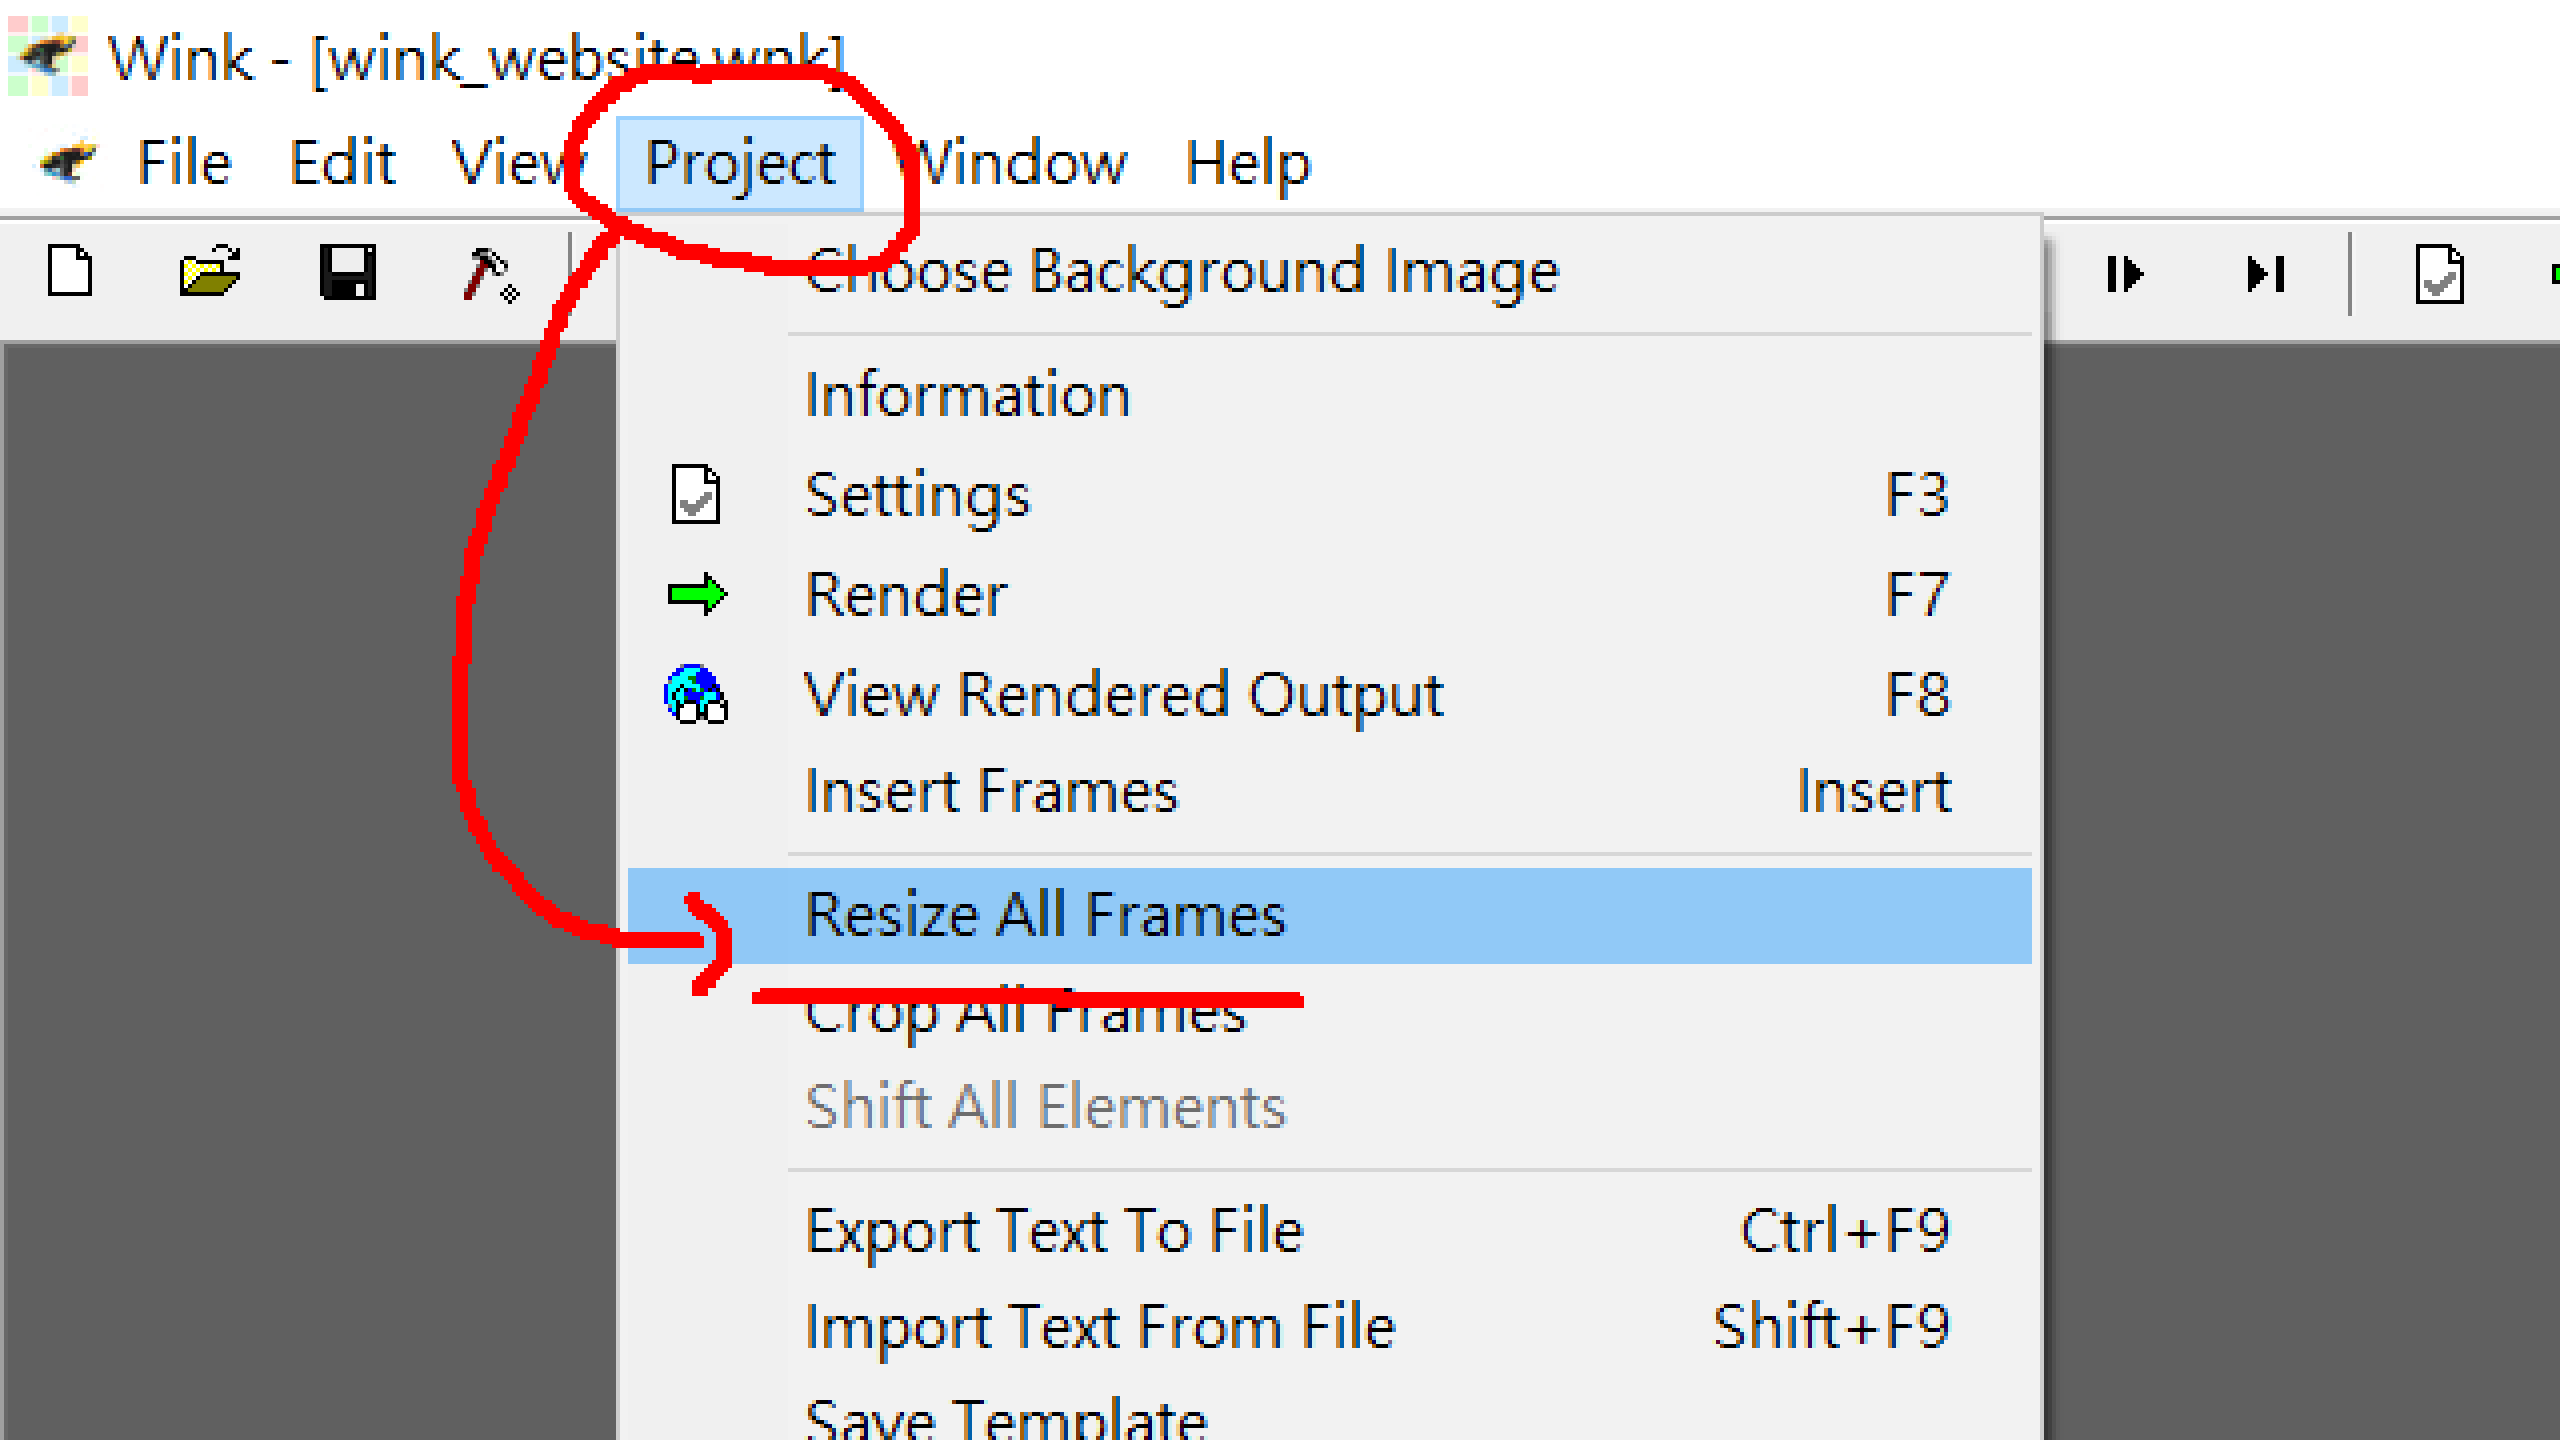 Wink - [wink_website.wnk]
File Edit View Project Window Help
Choose Background Image
Information
Settings F3
Render F7
View Rendered Output F8
Insert Frames Insert
Resize All Frames
Crop All Frames
Shift All Elements
Export Text To File Ctrl+F9
Import Text From File Shift+F9
Save Template